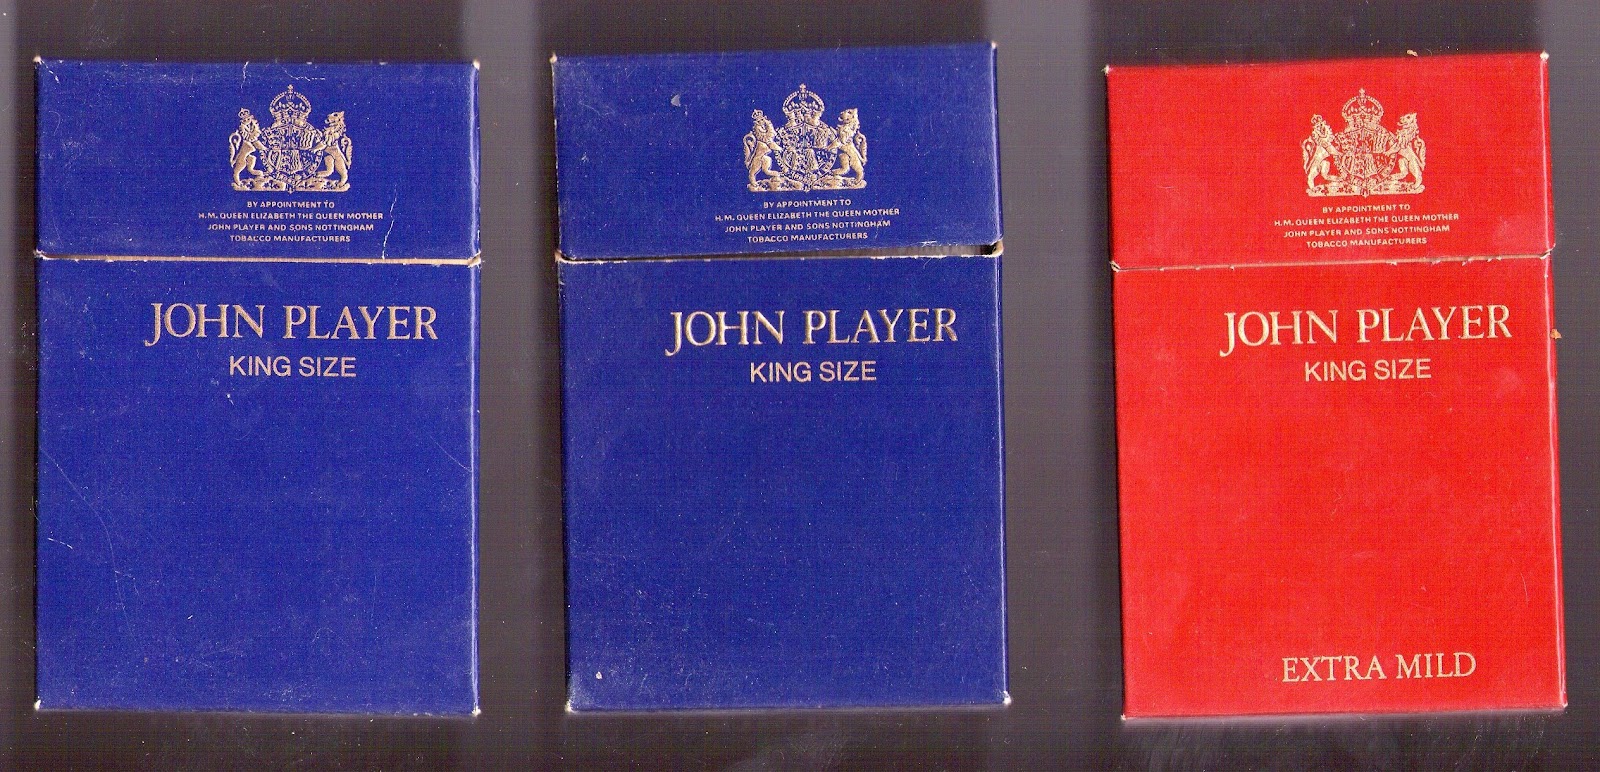 BY APPOINTMENT TO
H.M. QUEEN ELIZABETH THE QUEEN MOTHER
JOHN PLAYER AND SONS NOTTINGHAM
TOBACCO MANUFACTURERS
JOHN PLAYER
KING SIZE
BY APPOINTMENT TO
H.M. QUEEN ELIZABETH THE QUEEN MOTHER
JOHN PLAYER AND SONS NOTTINGHAM
TOBACCO MANUFACTURERS
JOHN PLAYER
KING SIZE
BY APPOINTMENT TO
H.M. QUEEN ELIZABETH THE QUEEN MOTHER
JOHN PLAYER AND SONS NOTTINGHAM
TOBACCO MANUFACTURERS
JOHN PLAYER
KING SIZE
EXTRA MILD